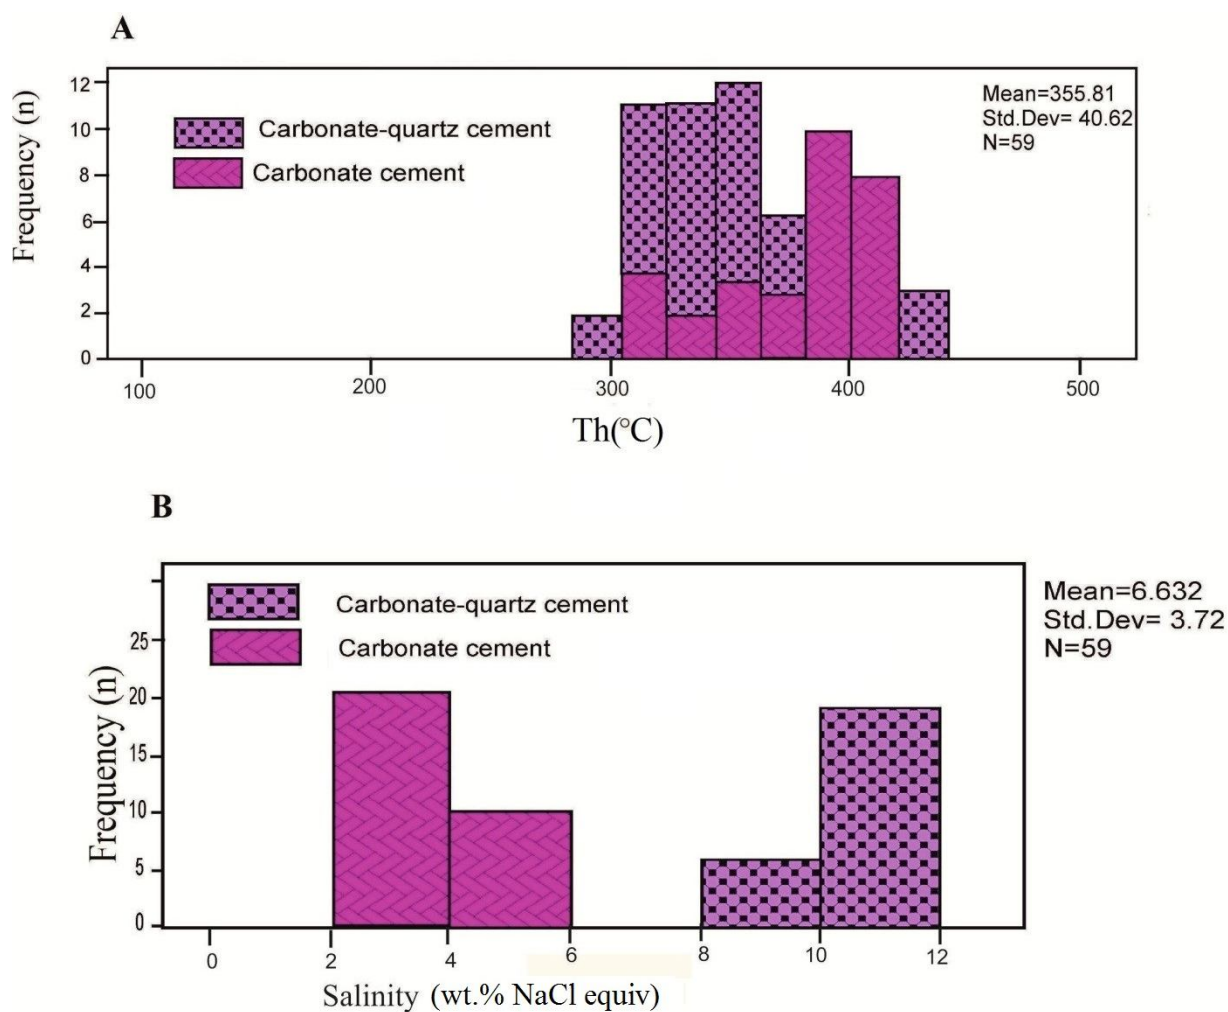 A
Frequency (n)
12
10
8
6
4
2
0
Carbonate-quartz cement
Carbonate cement
Mean=355.81
Std.Dev= 40.62
N=59
100
200
300
400
500
Th(°C)
B
Frequency (n)
25
20
15
10
5
0
Carbonate-quartz cement
Carbonate cement
Mean=6.632
Std.Dev= 3.72
N=59
0
2
4
6
8
10
12
Salinity (wt.% NaCl equiv)